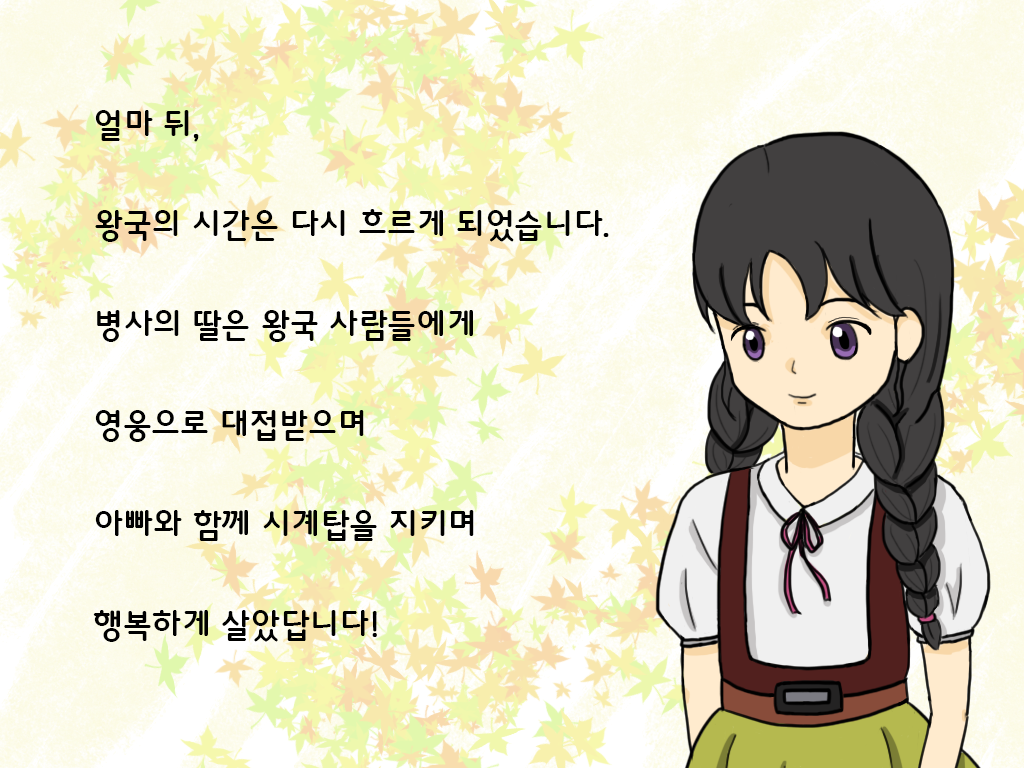 얼마 뒤,
왕국의 시간은 다시 흐르게 되었습니다.
병사의 딸은 왕국 사람들에게
영웅으로 대접받으며
아빠와 함께 시계탑을 지키며
행복하게 살았답니다!